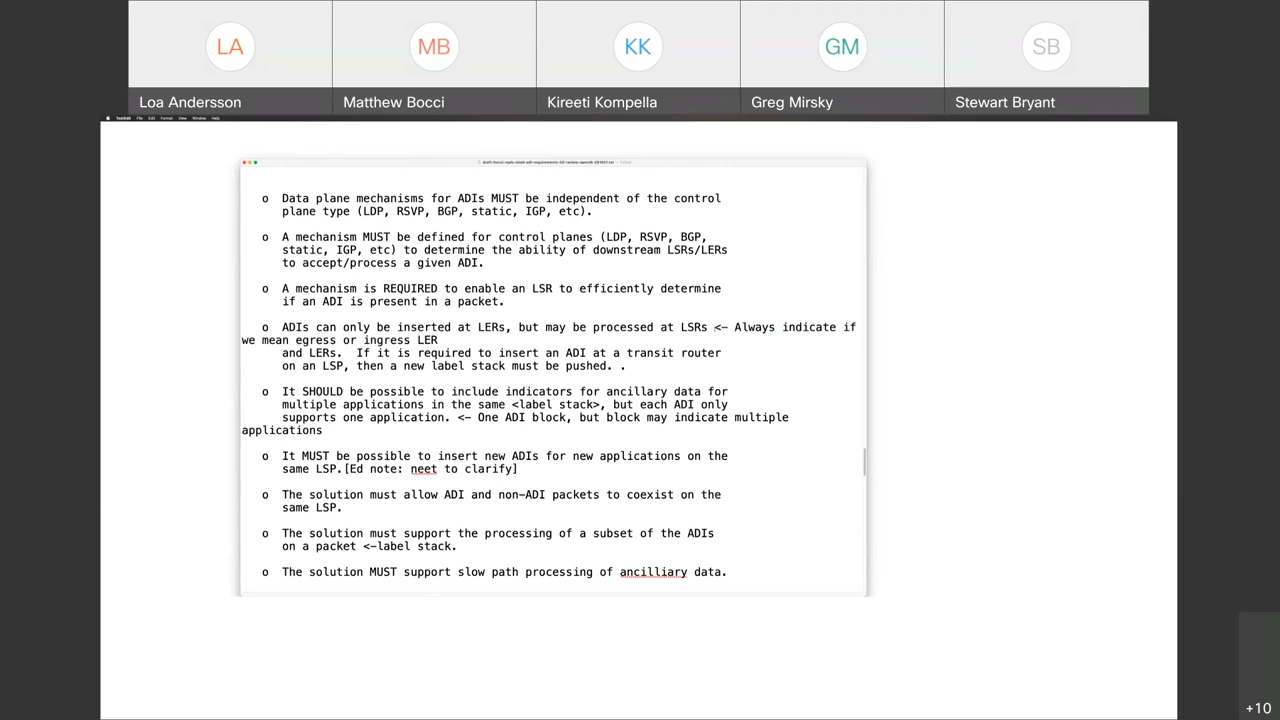 LA MB KK GM SB
Loa Andersson Matthew Bocci Kireeti Kompella Greg Mirsky Stewart Bryant
TextEdit File Edit Format View Window Help
o Data plane mechanisms for ADIs MUST be independent of the control
plane type (LDP, RSVP, BGP, static, IGP, etc).
o A mechanism MUST be defined for control planes (LDP, RSVP, BGP,
static, IGP, etc) to determine the ability of downstream LSRs/LERs
to accept/process a given ADI.
o A mechanism is REQUIRED to enable an LSR to efficiently determine
if an ADI is present in a packet.
o ADIs can only be inserted at LERs, but may be processed at LSRs <- Always indicate if
we mean egress or ingress LER
and LERs. If it is required to insert an ADI at a transit router
on an LSP, then a new label stack must be pushed. .
o It SHOULD be possible to include indicators for ancillary data for
multiple applications in the same <label stack>, but each ADI only
supports one application. <- One ADI block, but block may indicate multiple
applications
o It MUST be possible to insert new ADIs for new applications on the
same LSP.[Ed note: neet to clarify]
o The solution must allow ADI and non-ADI packets to coexist on the
same LSP.
o The solution must support the processing of a subset of the ADIs
on a packet <-label stack.
o The solution MUST support slow path processing of ancilliary data.
+10